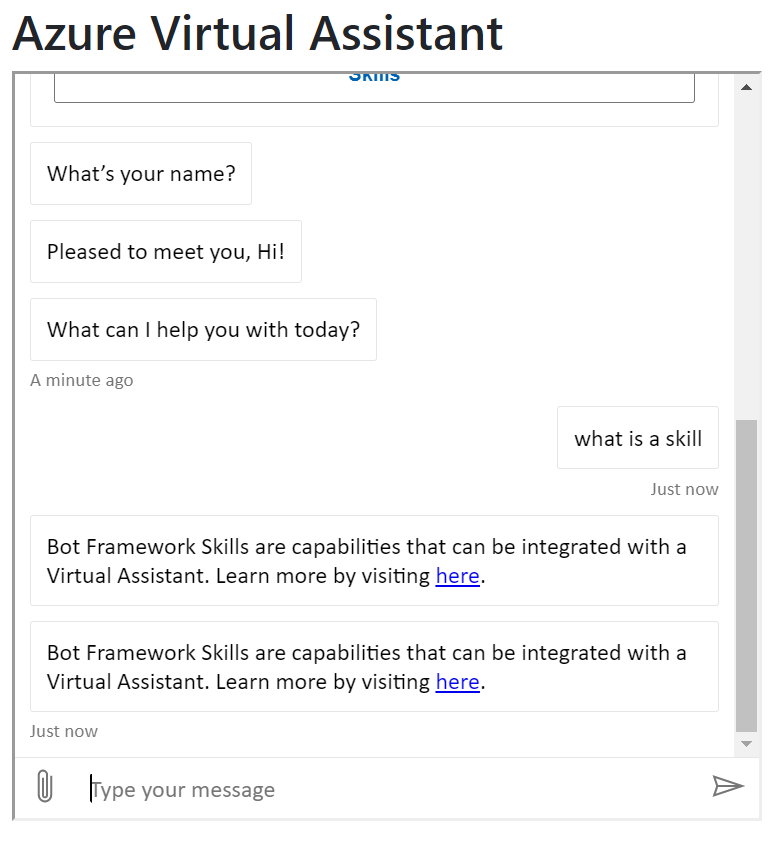 Azure Virtual Assistant
Skills
What’s your name?
Pleased to meet you, Hi!
What can I help you with today?
A minute ago
what is a skill
Just now
Bot Framework Skills are capabilities that can be integrated with a
Virtual Assistant. Learn more by visiting here.
Bot Framework Skills are capabilities that can be integrated with a
Virtual Assistant. Learn more by visiting here.
Just now
Type your message